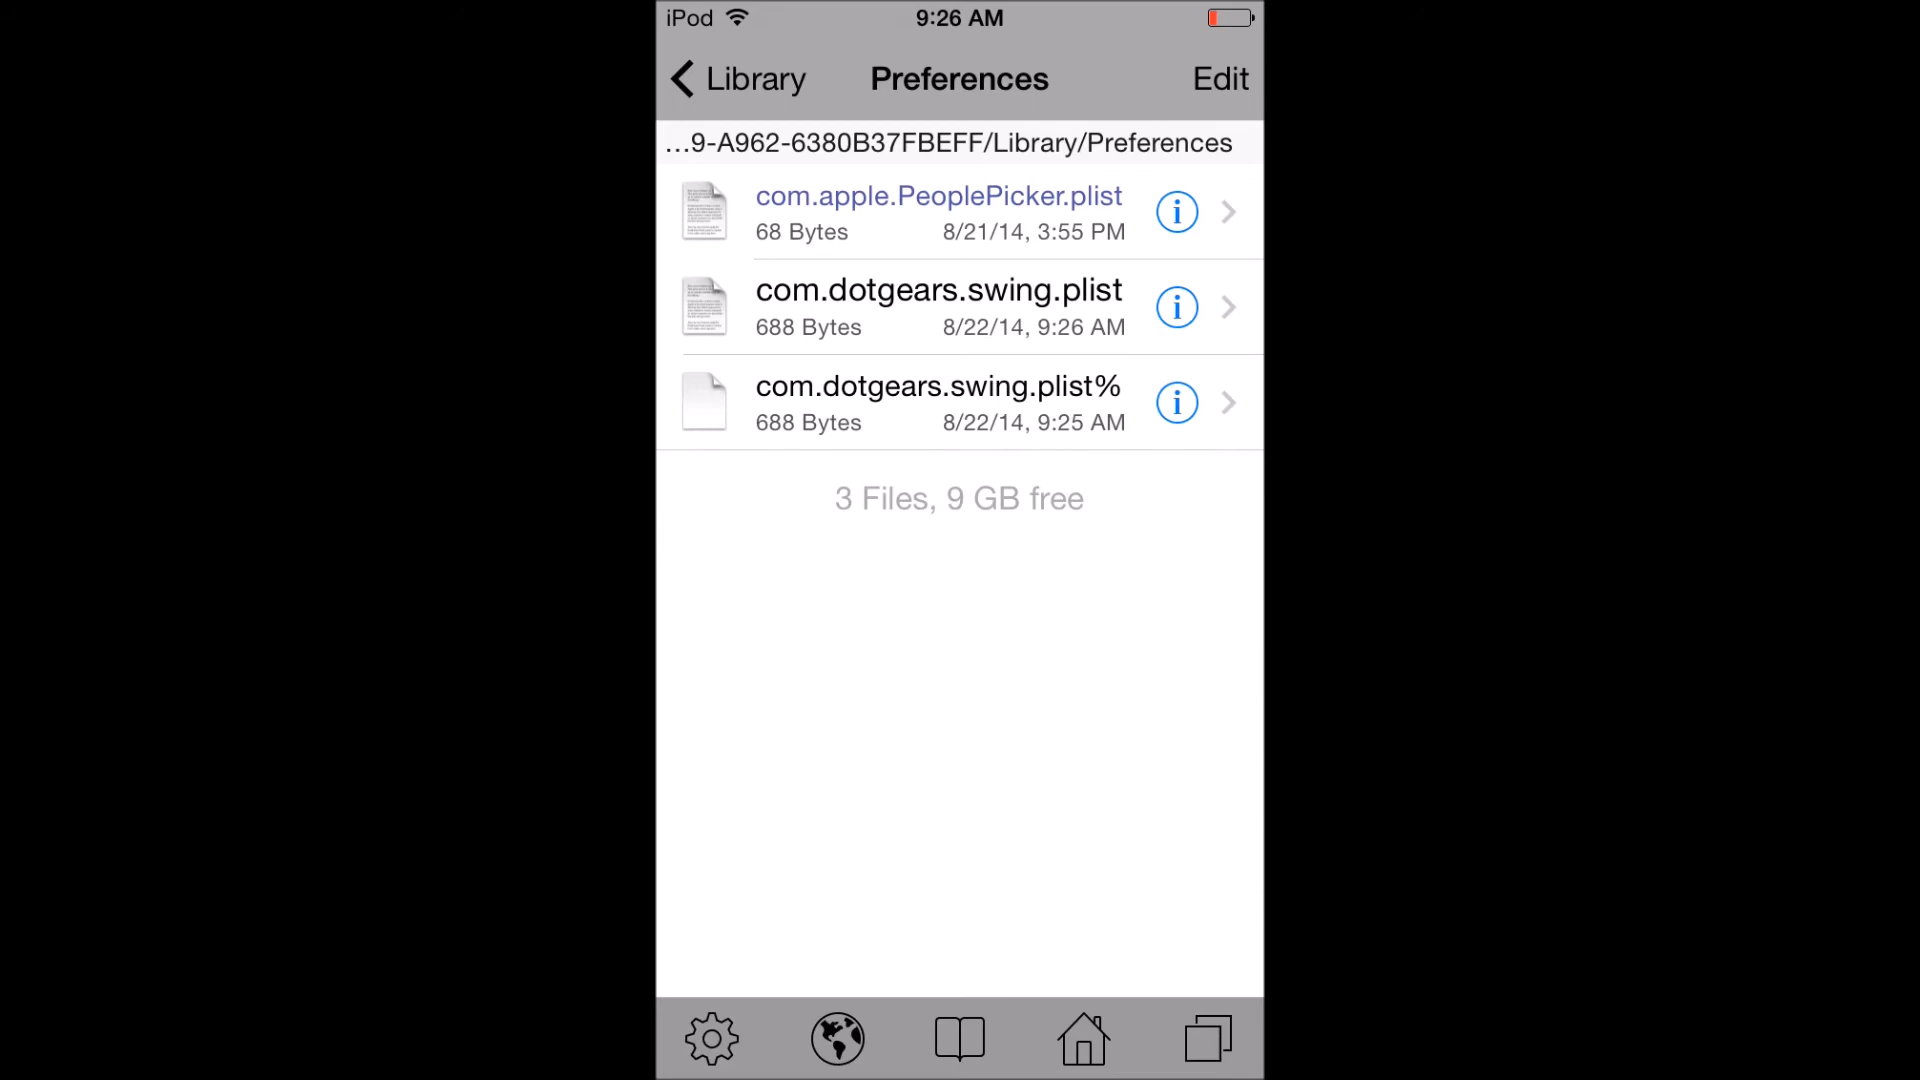 iPod 9:26 AM
Library Preferences Edit
...9-A962-6380B37FBEFF/Library/Preferences
com.apple.PeoplePicker.plist
68 Bytes 8/21/14, 3:55 PM
com.dotgears.swing.plist
688 Bytes 8/22/14, 9:26 AM
com.dotgears.swing.plist%
688 Bytes 8/22/14, 9:25 AM
3 Files, 9 GB free